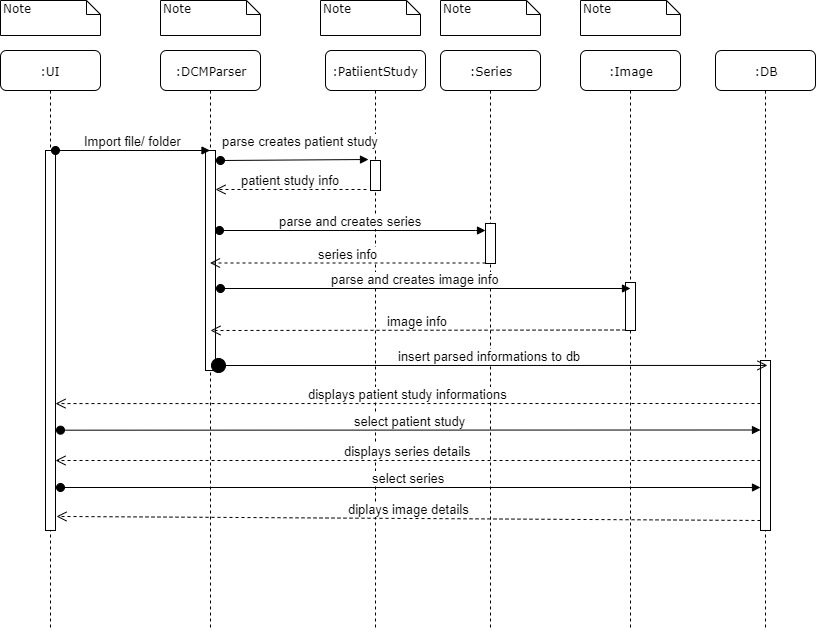 Note
Note
Note
Note
Note
:UI
:DCMParser
:PatiientStudy
:Series
:Image
:DB
Import file/ folder
parse creates patient study
patient study info
parse and creates series
series info
parse and creates image info
image info
insert parsed informations to db
displays patient study informations
select patient study
displays series details
select series
diplays image details